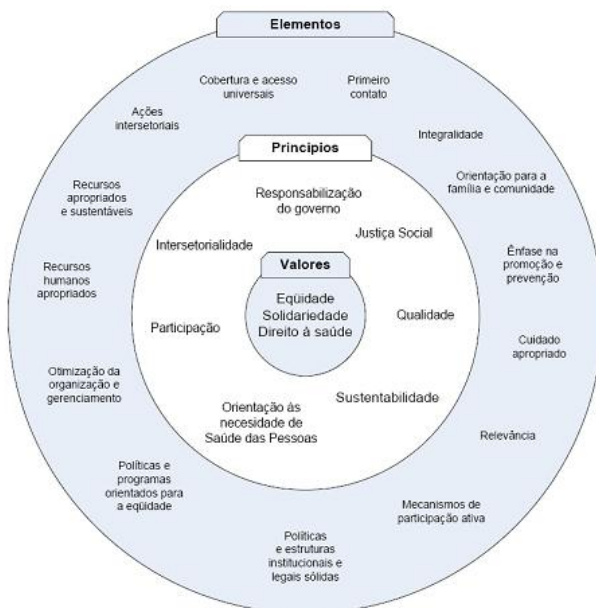 Elementos
Cobertura e acesso
universais
Primeiro
contato
Integralidade
Orientação para a
família e comunidade
Ênfase na
promoção e
prevenção
Cuidado
apropriado
Relevância
Mecanismos de
participação ativa
Políticas
e estruturas
institucionais e
legais sólidas
Políticas e
programas
orientados para
a eqüidade
Otimização da
organização e
gerenciamento
Recursos
humanos
apropriados
Recursos
apropriados
e sustentáveis
Ações
intersetoriais
Princípios
Responsabilização
do governo
Justiça Social
Qualidade
Sustentabilidade
Orientação ás
necesidade de
Saúde das Pessoas
Participação
Intersetorialidade
Valores
Eqüidade
Solidariedade
Direito à saúde